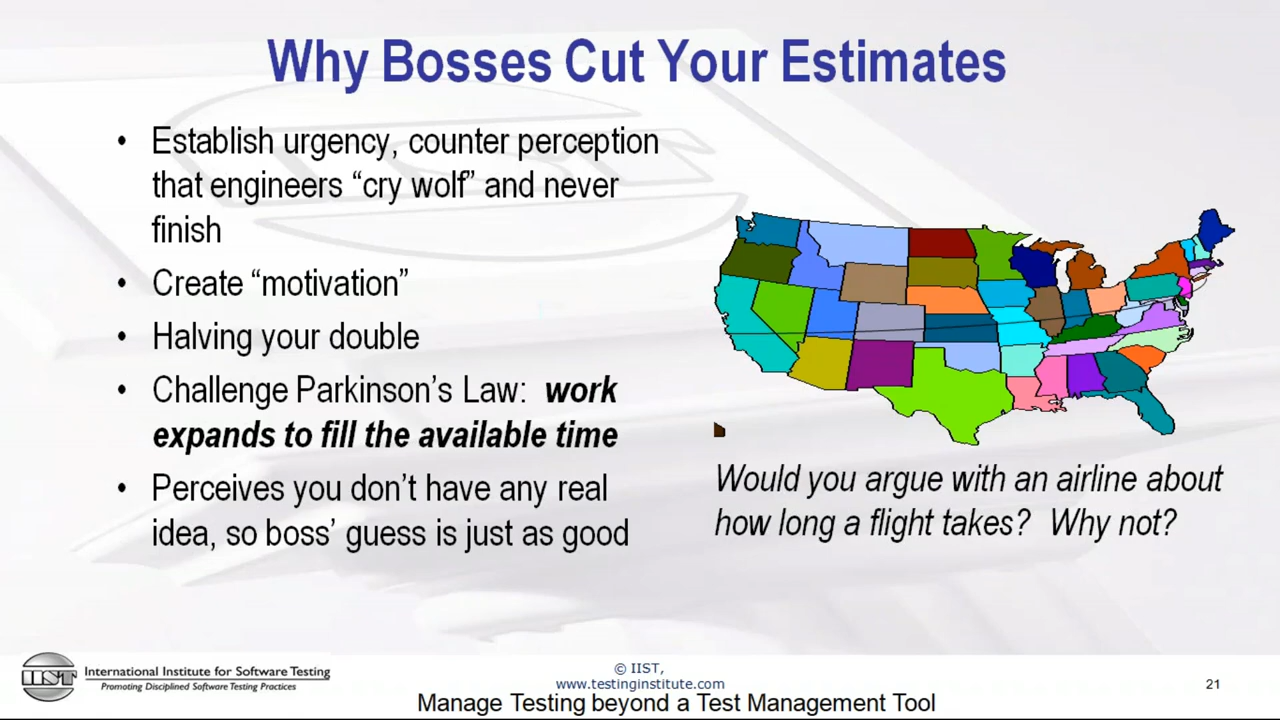 Why Bosses Cut Your Estimates
• Establish urgency, counter perception
that engineers “cry wolf” and never
finish
• Create “motivation”
• Halving your double
• Challenge Parkinson’s Law: work
expands to fill the available time
• Perceives you don’t have any real
idea, so boss’ guess is just as good
Would you argue with an airline about
how long a flight takes? Why not?
IIST
International Institute for Software Testing
Promoting Disciplined Software Testing Practices
© IIST,
www.testinginstitute.com
21
Manage Testing beyond a Test Management Tool